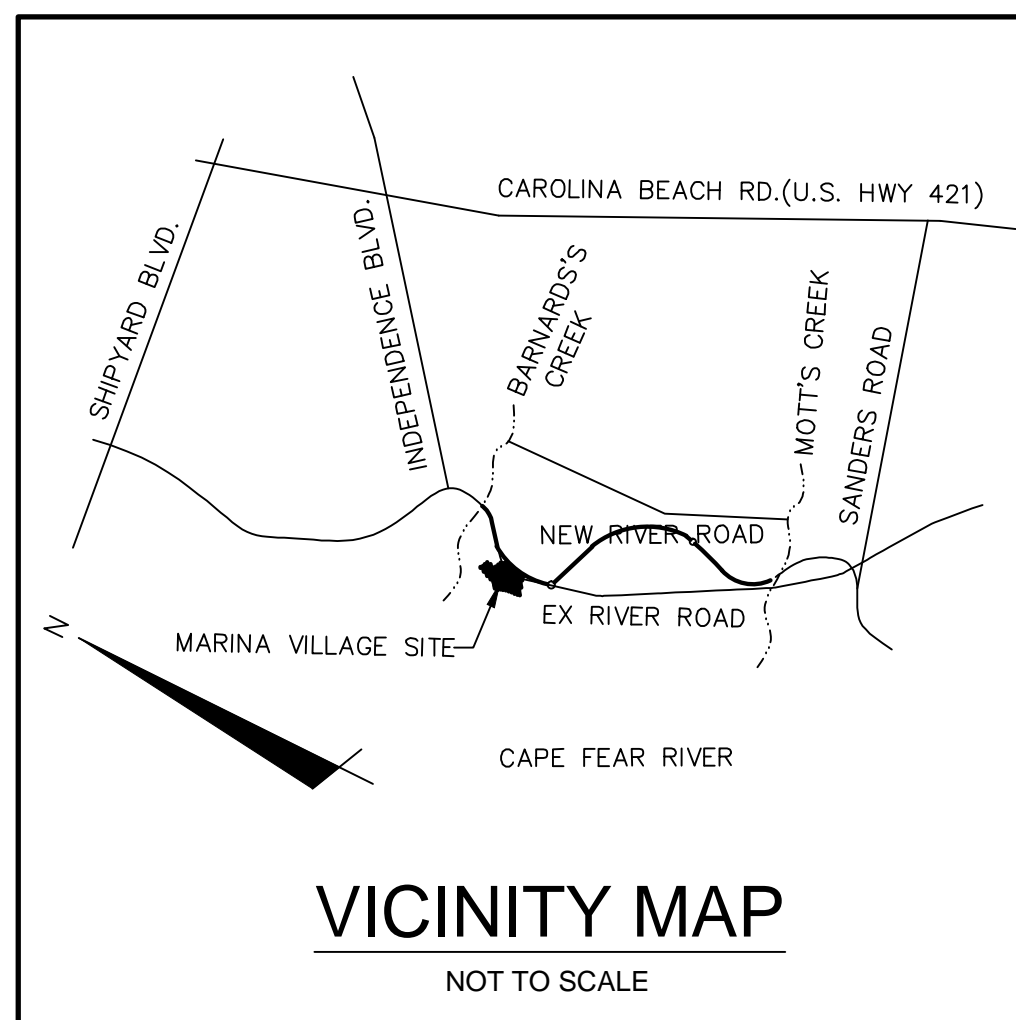 CAROLINA BEACH RD.(U.S. HWY 421)
SHIPYARD BLVD.
INDEPENDENCE BLVD.
BARNARDS'S
CREEK
MOTT'S CREEK
SANDERS ROAD
NEW RIVER ROAD
EX RIVER ROAD
N
MARINA VILLAGE SITE
CAPE FEAR RIVER
VICINITY MAP
NOT TO SCALE